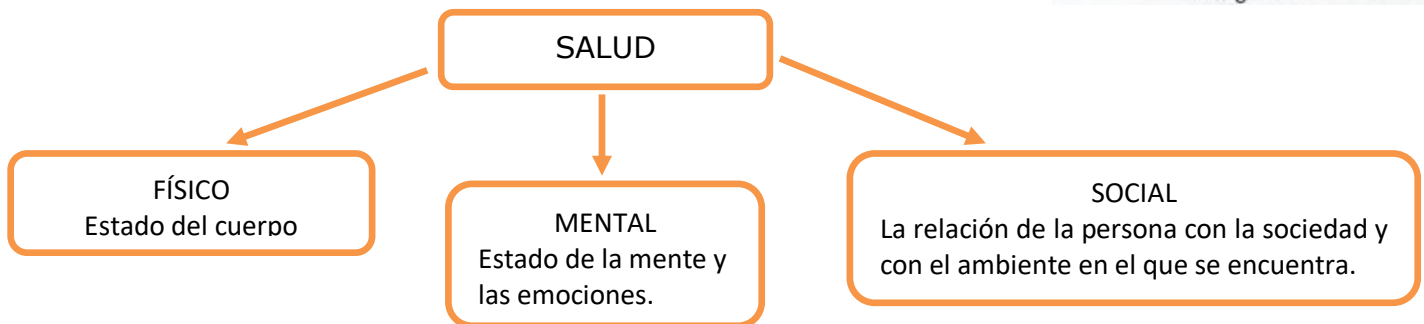 SALUD
FÍSICO
Estado del cuerpo
MENTAL
Estado de la mente y
las emociones.
SOCIAL
La relación de la persona con la sociedad y
con el ambiente en el que se encuentra.